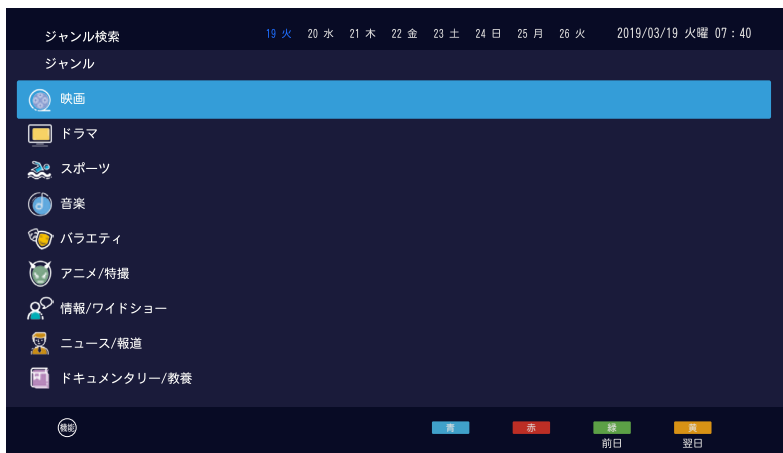 ジャンル検索 19 火 20 水 21 木 22 金 23 土 24 日 25 月 26 火 2019/03/19 火曜 07:40
ジャンル
映画
ドラマ
スポーツ
音楽
バラエティ
アニメ/特撮
情報/ワイドショー
ニュース/報道
ドキュメンタリー/教養
機能 青 赤 緑 黄
前日 翌日